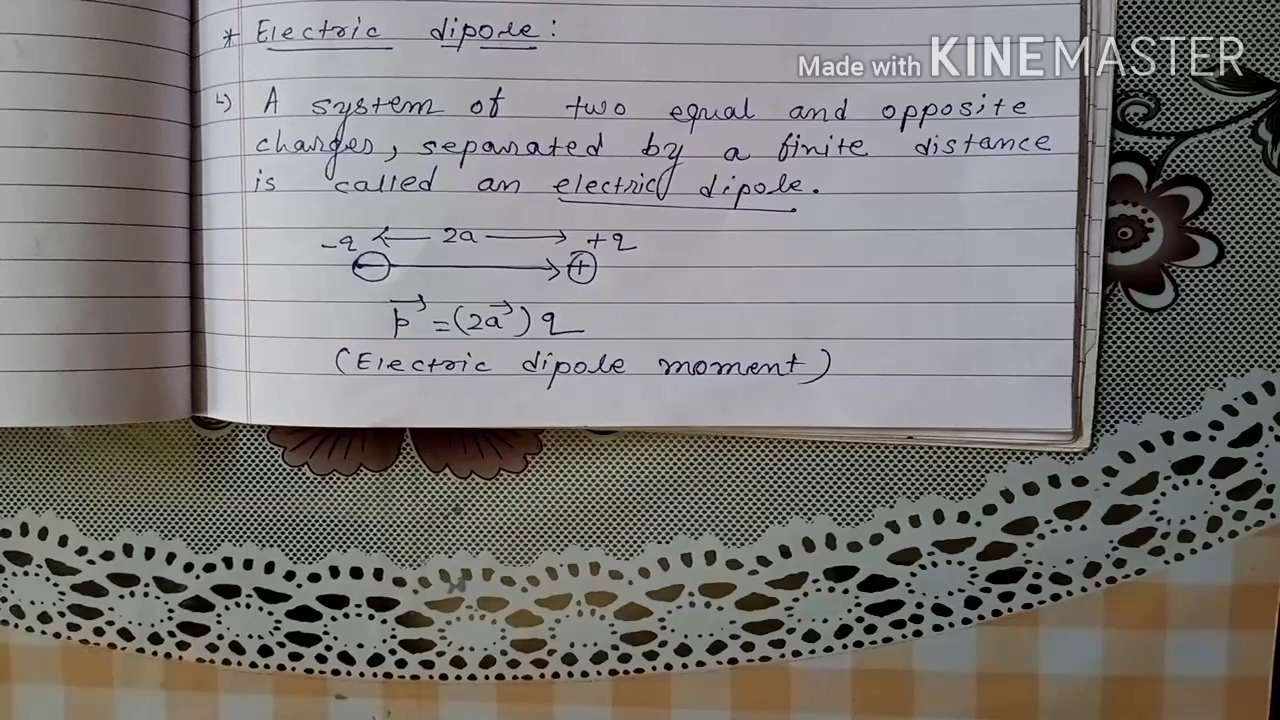 Made with KINEMASTER
* Electric dipole:
↳) A system of two equal and opposite
charges, separated by a finite distance
is called an electric dipole.
-q ← 2a → +q
− +
p⃗ = (2a⃗) q
(Electric dipole moment)